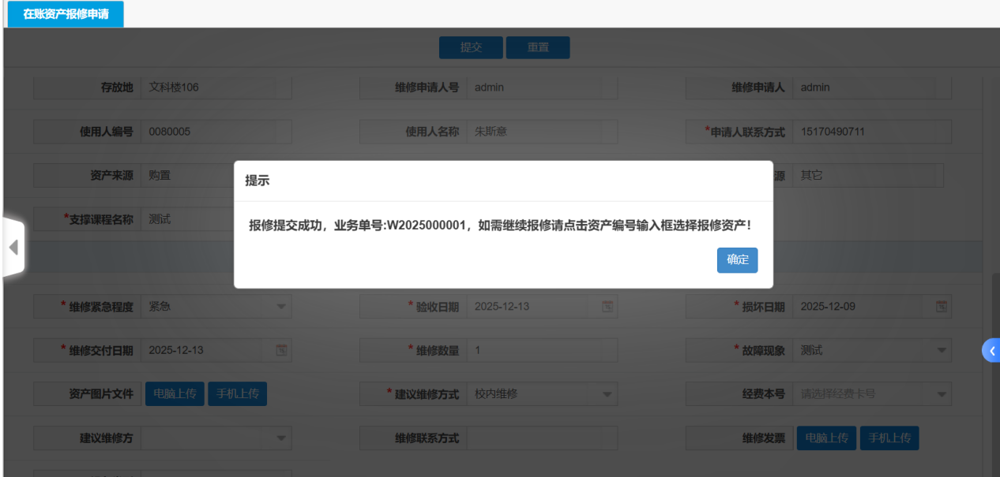 在账资产报修申请
提交 重置
存放地 文科楼106 维修申请人号 admin 维修申请人 admin
使用人编号 0080005 使用人名称 朱斯意 *申请人联系方式 15170490711
资产来源 购置 源 其它
*支撑课程名称 测试
提示
报修提交成功，业务单号:W2025000001，如需继续报修请点击资产编号输入框选择报修资产！
确定
*维修紧急程度 紧急 *验收日期 2025-12-13 *损坏日期 2025-12-09
*维修交付日期 2025-12-13 *维修数量 1 *故障现象 测试
资产图片文件 电脑上传 手机上传 *建议维修方式 校内维修 经费本号 请选择经费卡号
建议维修方 维修联系方式 维修发票 电脑上传 手机上传